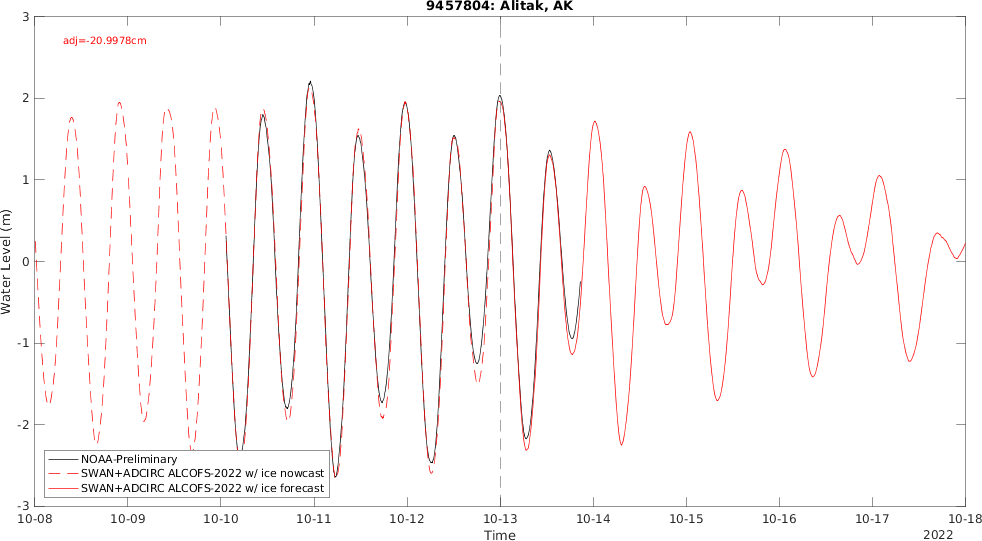 9457804: Alitak, AK
adj=-20.9978cm
3
2
1
0
-1
-2
-3
Water Level (m)
NOAA-Preliminary
SWAN+ADCIRC ALCOFS-2022 w/ ice nowcast
SWAN+ADCIRC ALCOFS-2022 w/ ice forecast
10-08 10-09 10-10 10-11 10-12 10-13 10-14 10-15 10-16 10-17 10-18
Time
2022